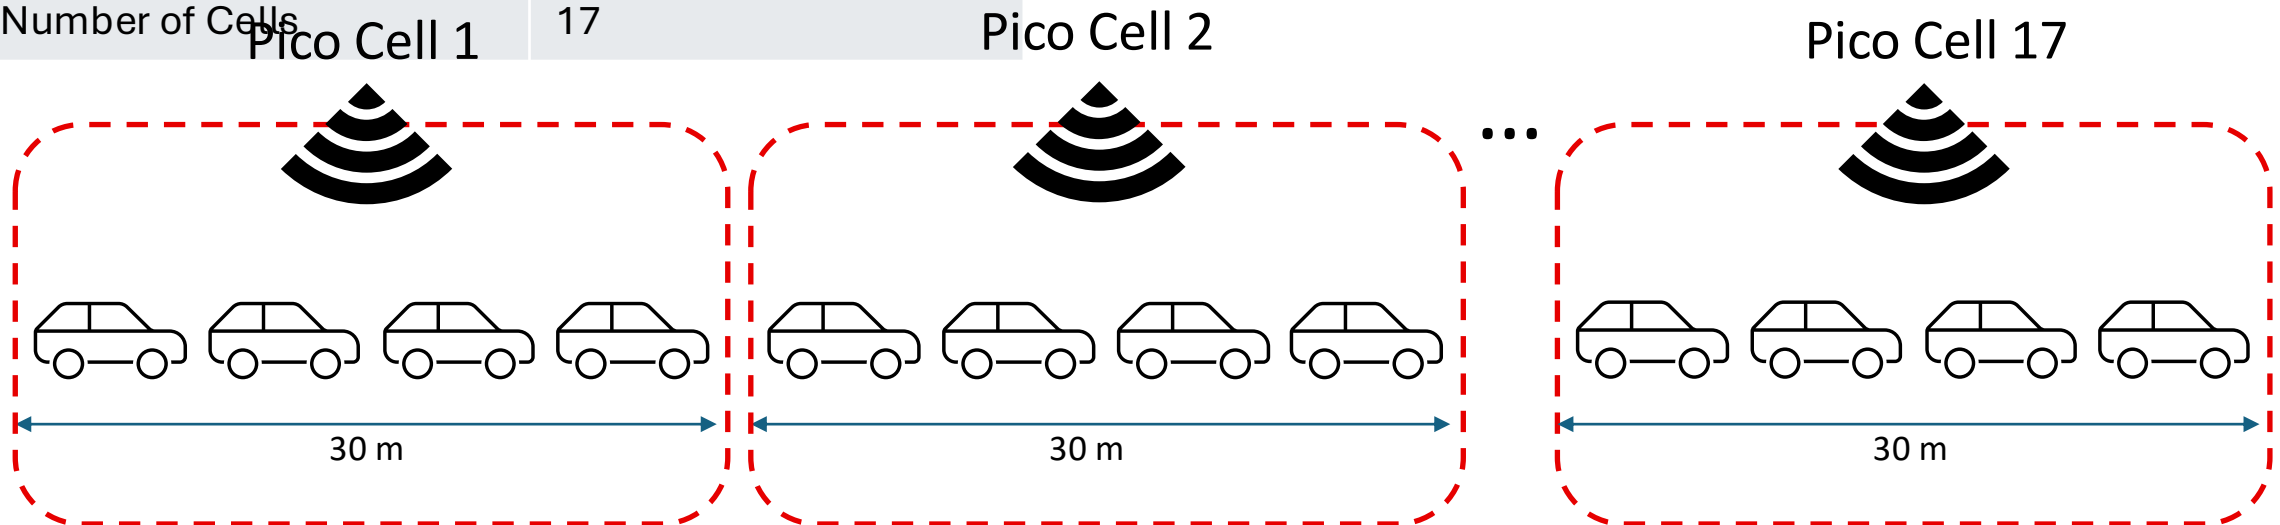 Number of Cells 17
Pico Cell 1
Pico Cell 2
Pico Cell 17
...
30 m
30 m
30 m